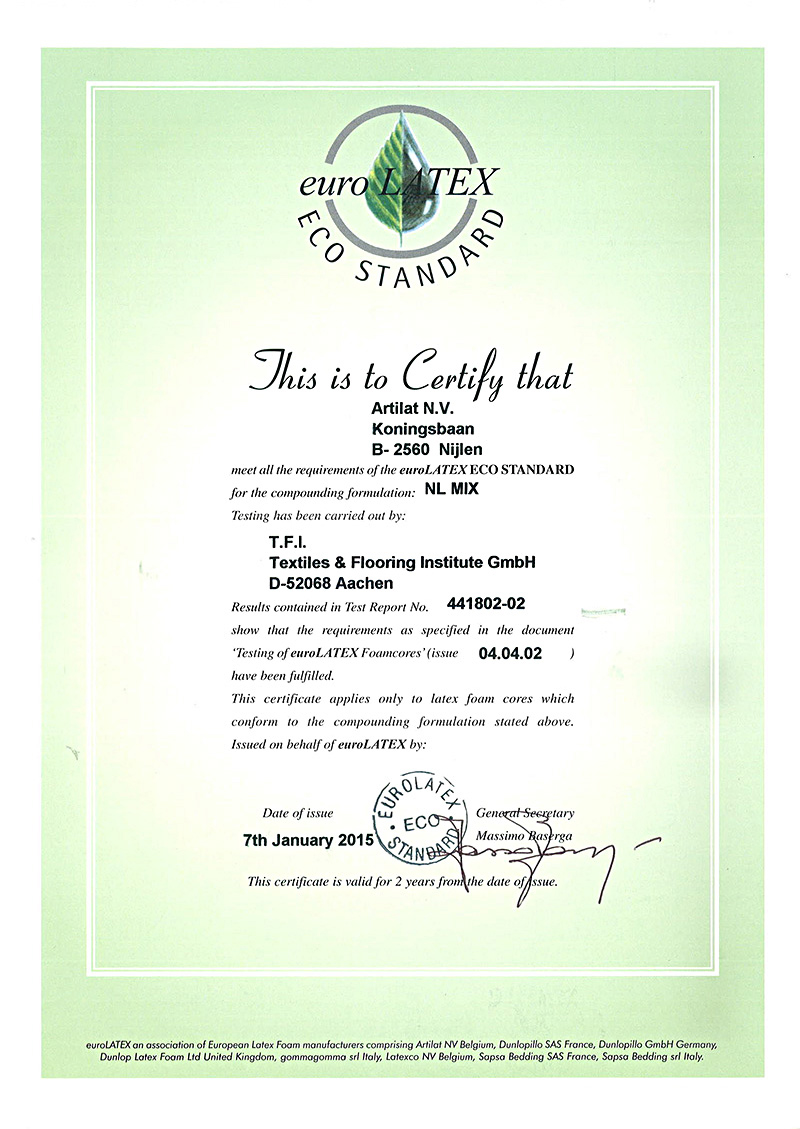 euro LATEX
ECO STANDARD
This is to Certify that
Artilat N.V.
Koningsbaan
B- 2560 Nijlen
meet all the requirements of the euroLATEX ECO STANDARD
for the compounding formulation: NL MIX
Testing has been carried out by:
T.F.I.
Textiles & Flooring Institute GmbH
D-52068 Aachen
Results contained in Test Report No. 441802-02
show that the requirements as specified in the document
‘Testing of euroLATEX Foamcores’ (issue 04.04.02 )
have been fulfilled.
This certificate applies only to latex foam cores which
conform to the compounding formulation stated above.
Issued on behalf of euroLATEX by:
Date of issue
7th January 2015
EUROLATEX
• ECO •
STANDARD
General Secretary
Massimo Baserga
This certificate is valid for 2 years from the date of issue.
euroLATEX an association of European Latex Foam manufacturers comprising Artilat NV Belgium, Dunlopillo SAS France, Dunlopillo GmbH Germany,
Dunlop Latex Foam Ltd United Kingdom, gommagomma srl Italy, Latexco NV Belgium, Sapsa Bedding SAS France, Sapsa Bedding srl Italy.